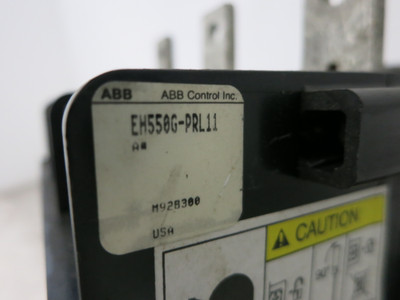 ABB ABB Control Inc.
EH550G-PRL11
A■
M928300
USA
CAUTION